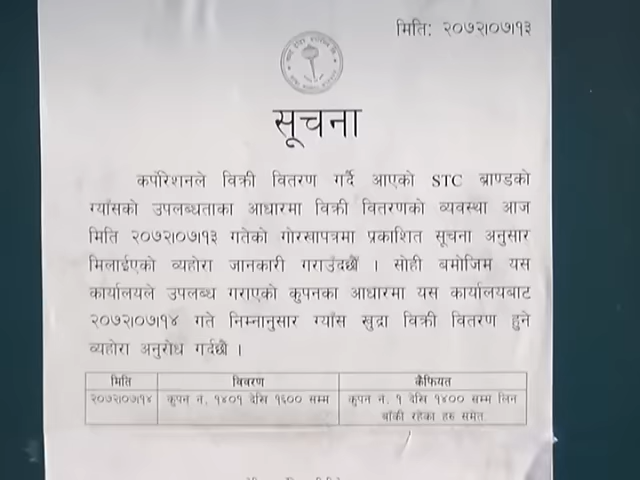 मिति: २०७२।०७।१३
सूचना
कर्पोरेशनले विक्री वितरण गर्दै आएको STC ब्राण्डको
ग्याँसको उपलब्धताका आधारमा विक्री वितरणको व्यवस्था आज
मिति २०७२।०७।१३ गतेको गोरखापत्रमा प्रकाशित सूचना अनुसार
मिलाईएको व्यहोरा जानकारी गराउंदछौं । सोही बमोजिम यस
कार्यालयले उपलब्ध गराएको कुपनका आधारमा यस कार्यालयबाट
२०७२।०७।१४ गते निम्नानुसार ग्याँस खुद्रा विक्री वितरण हुने
व्यहोरा अनुरोध गर्दछौ ।
मिति विवरण कैफियत
२०७२।०७।१४ कुपन न. १४०१ देखि १६०० सम्म कुपन न. १ देखि १४०० सम्म लिन
बाँकी रहेका हरु समेत